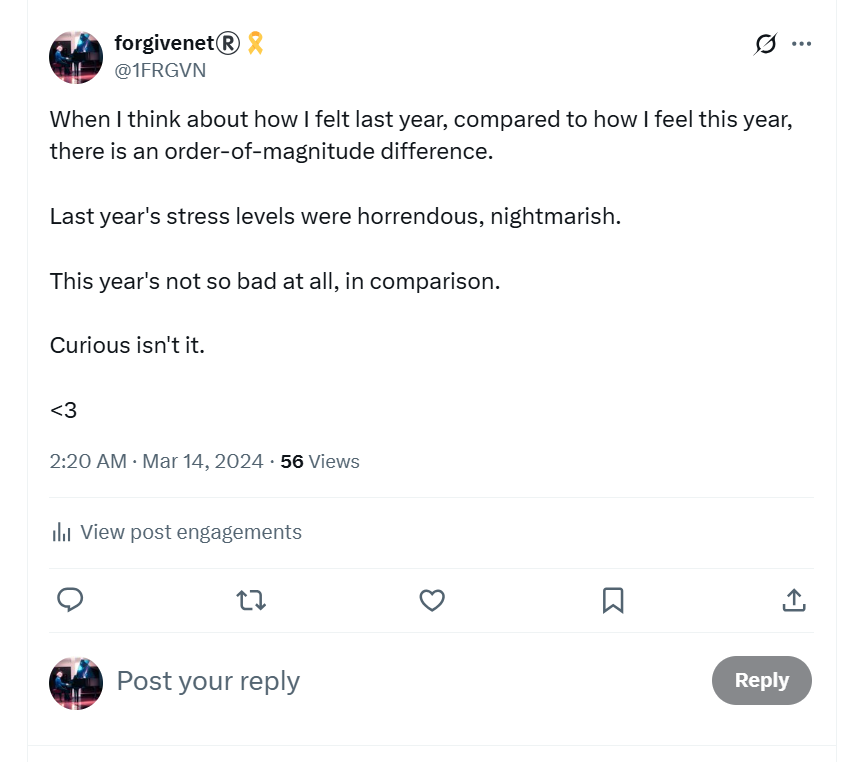 forgivenet®🎗
@1FRGVN
When I think about how I felt last year, compared to how I feel this year,
there is an order-of-magnitude difference.
Last year's stress levels were horrendous, nightmarish.
This year's not so bad at all, in comparison.
Curious isn't it.
<3
2:20 AM · Mar 14, 2024 · 56 Views
View post engagements
Post your reply
Reply